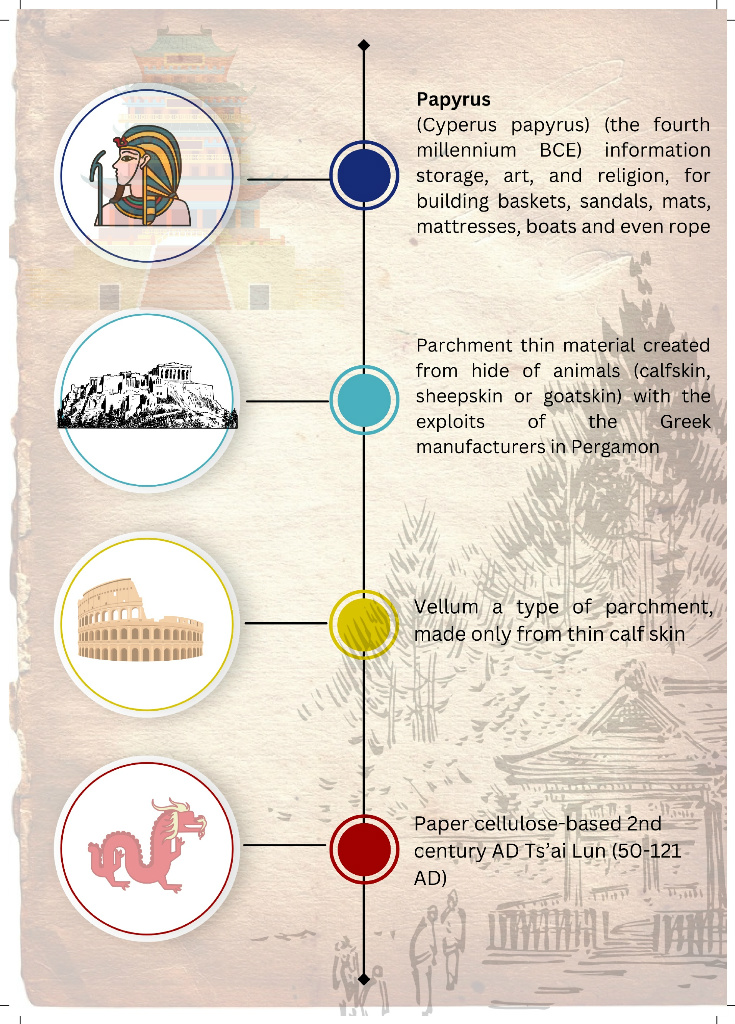 Papyrus
(Cyperus papyrus) (the fourth
millennium BCE) information
storage, art, and religion, for
building baskets, sandals, mats,
mattresses, boats and even rope
Parchment thin material created
from hide of animals (calfskin,
sheepskin or goatskin) with the
exploits of the Greek
manufacturers in Pergamon
Vellum a type of parchment,
made only from thin calf skin
Paper cellulose-based 2nd
century AD Ts'ai Lun (50-121
AD)